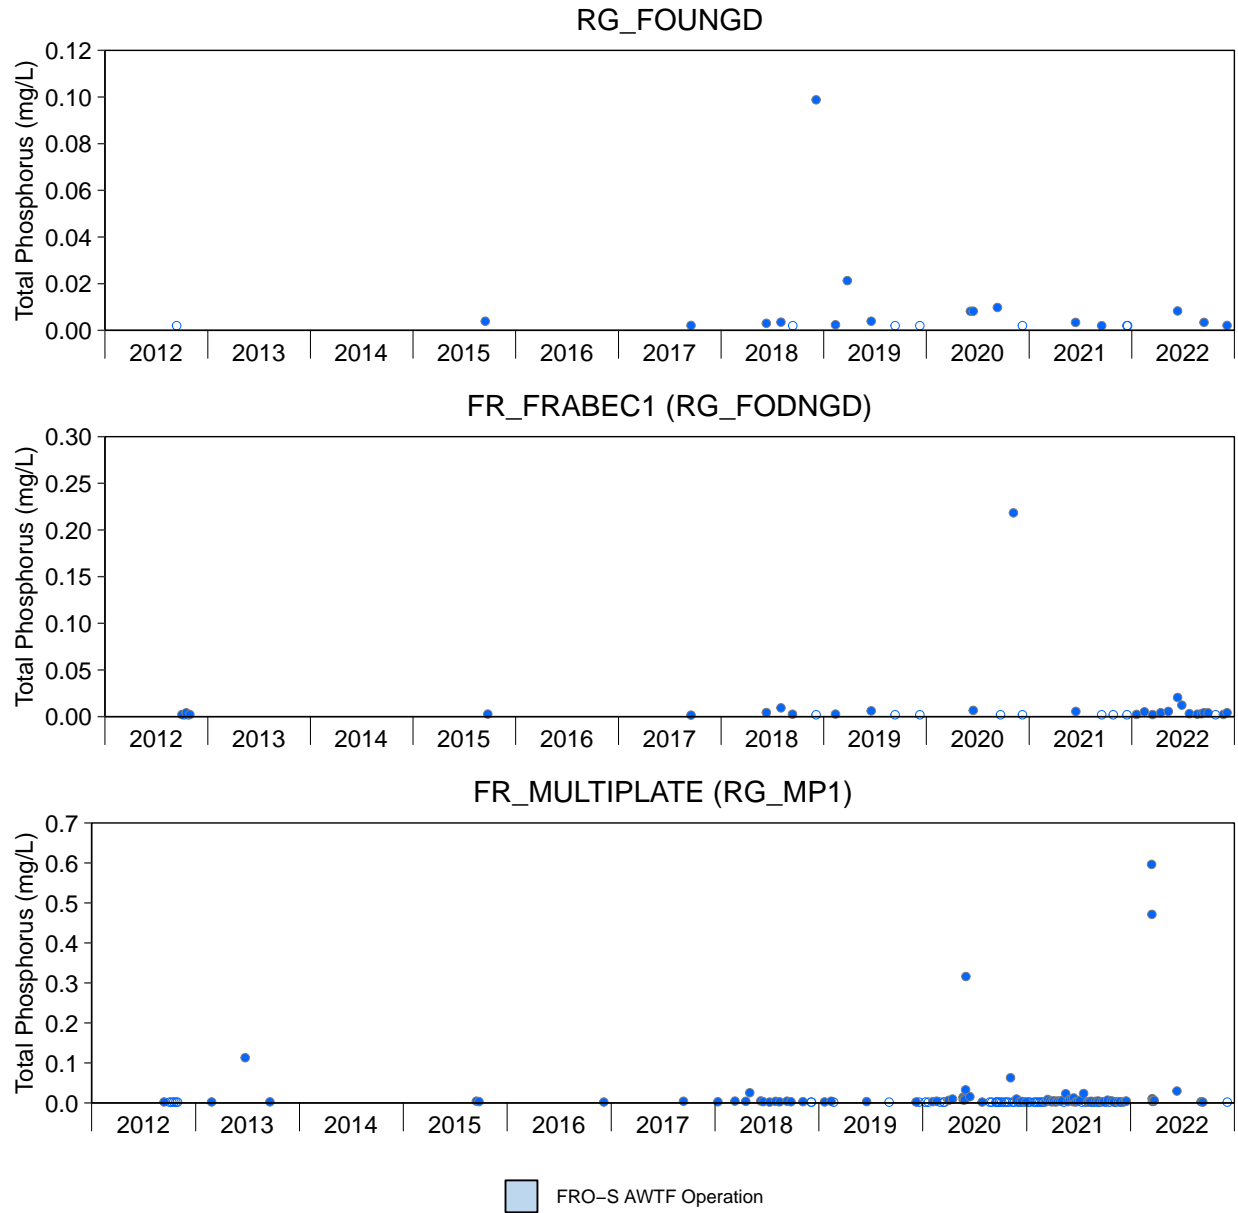 RG_FOUNGD
Total Phosphorus (mg/L)
0.12
0.10
0.08
0.06
0.04
0.02
0.00
2012 2013 2014 2015 2016 2017 2018 2019 2020 2021 2022
FR_FRABEC1 (RG_FODNGD)
Total Phosphorus (mg/L)
0.30
0.25
0.20
0.15
0.10
0.05
0.00
2012 2013 2014 2015 2016 2017 2018 2019 2020 2021 2022
FR_MULTIPLATE (RG_MP1)
Total Phosphorus (mg/L)
0.7
0.6
0.5
0.4
0.3
0.2
0.1
0.0
2012 2013 2014 2015 2016 2017 2018 2019 2020 2021 2022
FRO−S AWTF Operation